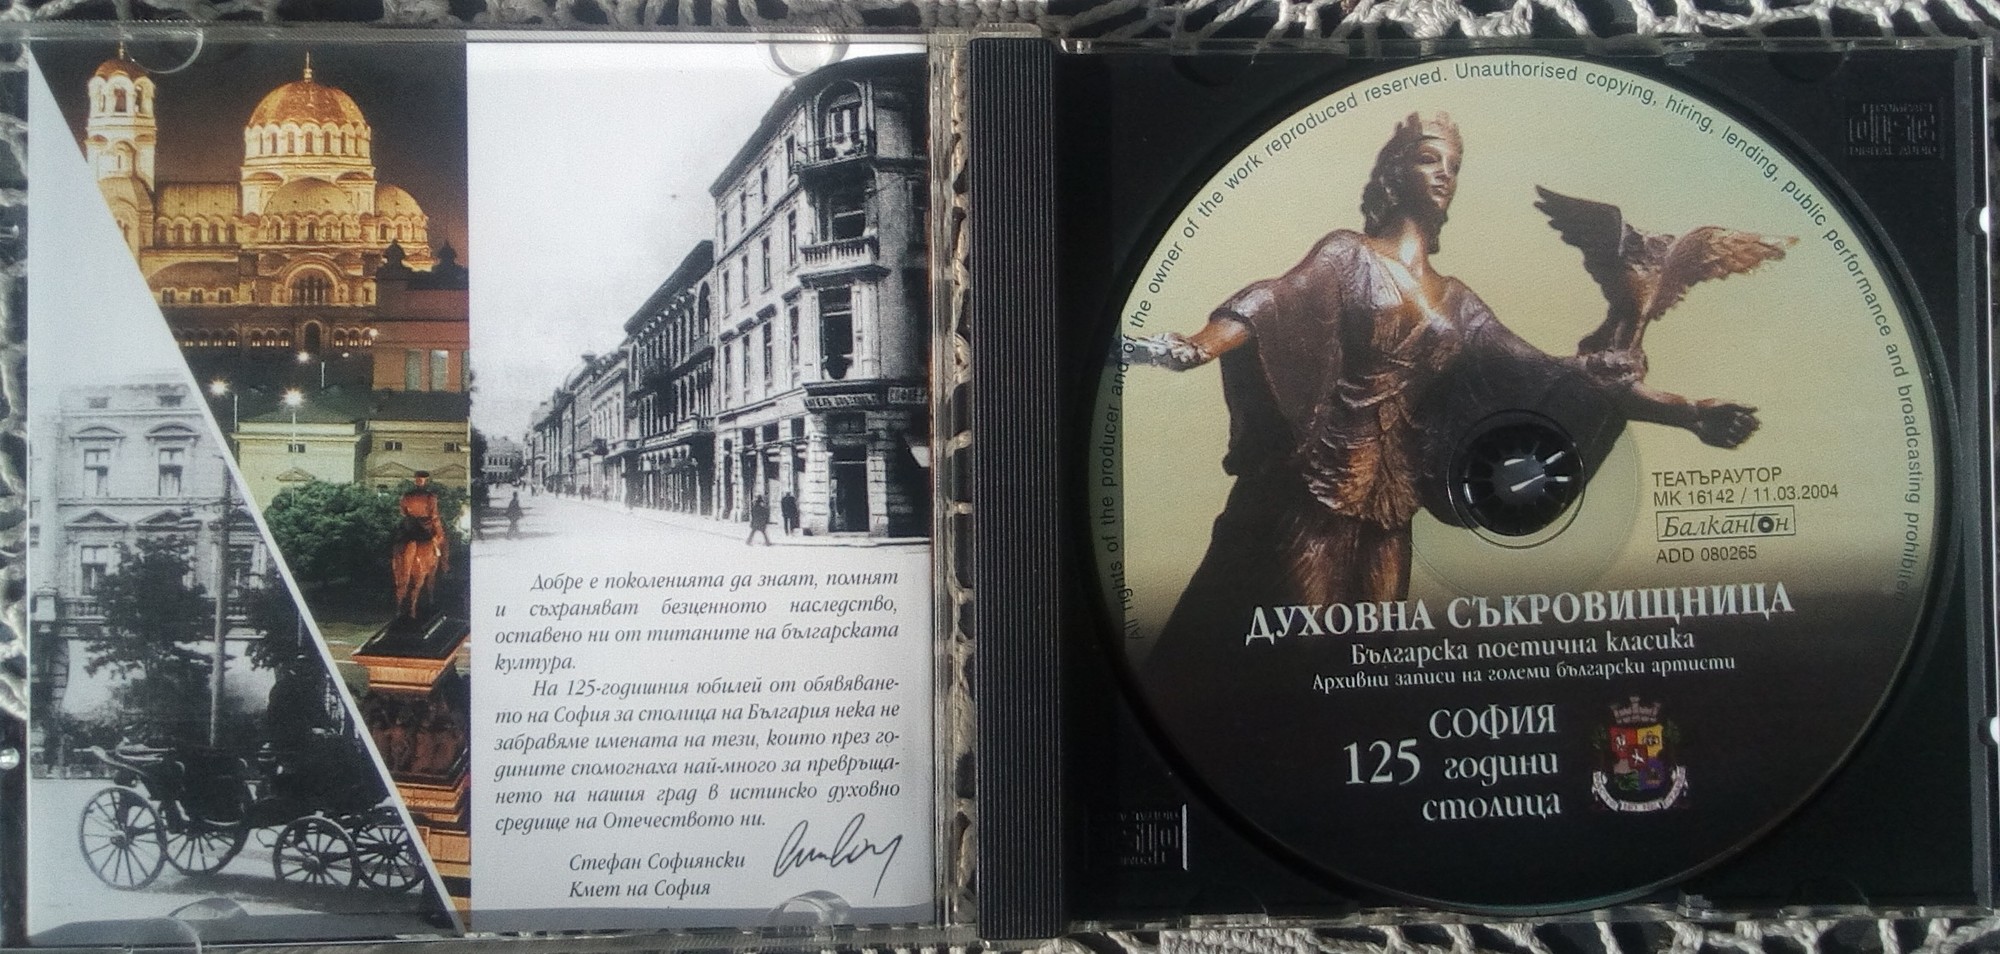 Добре е поколенията да знаят, помнят
и съхраняват безценното наследство,
оставено ни от титаните на българската
култура.
На 125-годишния юбилей от обявяване-
то на София за столица на България нека не
забравяме имената на тези, които през го-
дините спомогнаха най-много за превръща-
нето на нашия град в истинско духовно
средище на Отечеството ни.
Стефан Софиянски
Кмет на София
All rights of the producer and of the owner of the work reproduced reserved. Unauthorised copying, hiring, lending, public performance and broadcasting prohibited
COMPACT
disc
DIGITAL AUDIO
ТЕАТЪРАУТОР
МК 16142 / 11.03.2004
Балкантон
ADD 080265
ДУХОВНА СЪКРОВИЩНИЦА
Българска поетична класика
Архивни записи на големи български артисти
СОФИЯ
125 години
столица